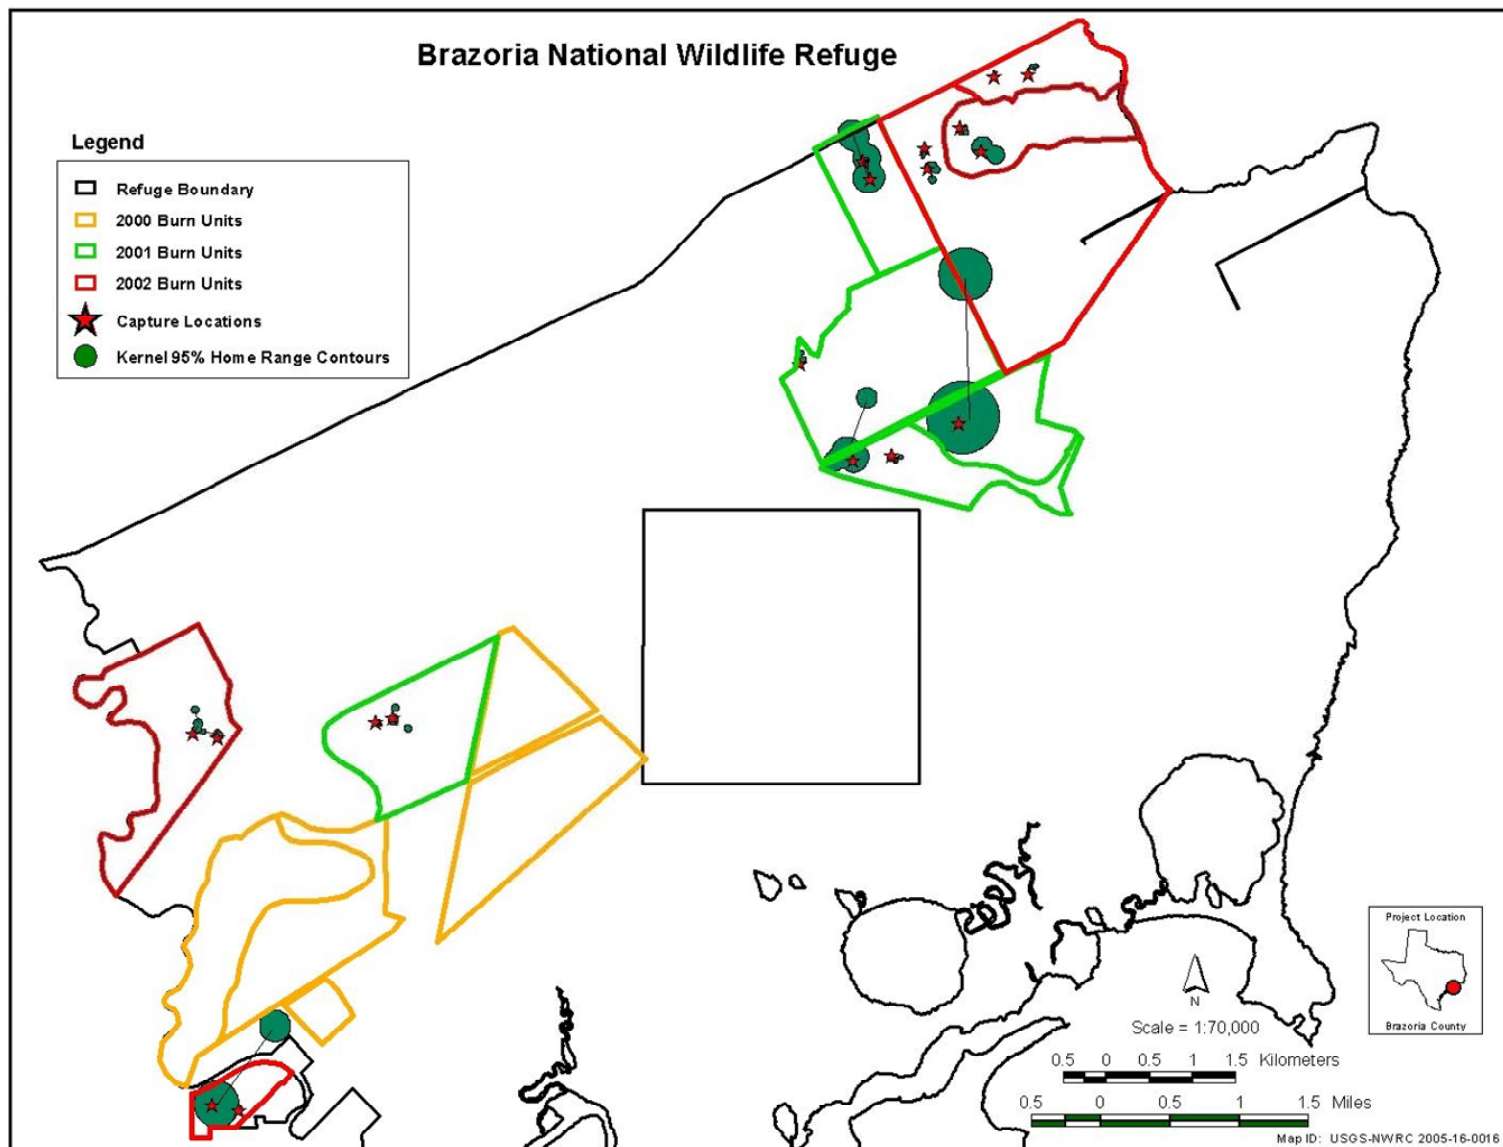 Brazoria National Wildlife Refuge
Legend
Refuge Boundary
2000 Burn Units
2001 Burn Units
2002 Burn Units
Capture Locations
Kernel 95% Home Range Contours
Project Location
Brazoria County
N
Scale = 1:70,000
0.5 0 0.5 1 1.5 Kilometers
0.5 0 0.5 1 1.5 Miles
Map ID: USGS-NWRC 2005-16-0016